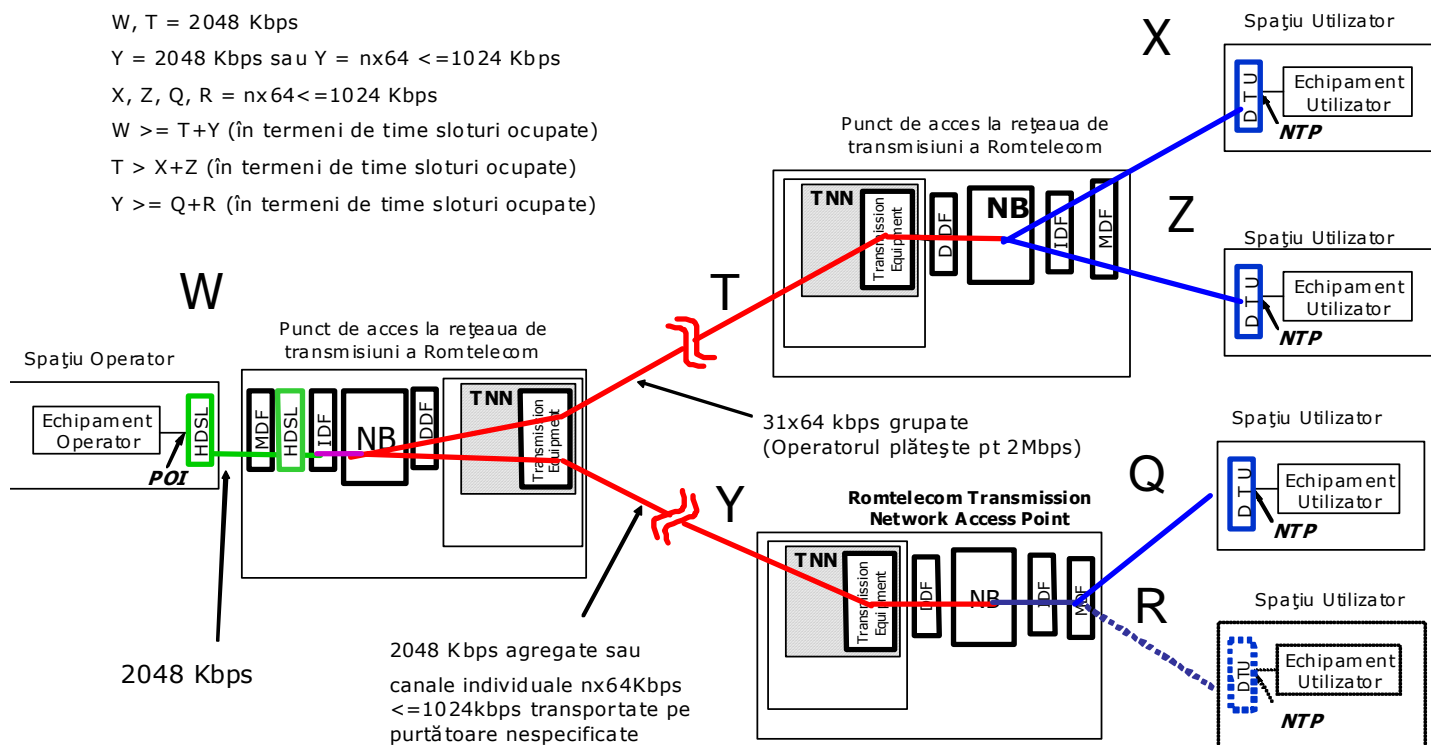 W, T = 2048 Kbps
Y = 2048 Kbps sau Y = nx64 <=1024 Kbps
X, Z, Q, R = nx64<=1024 Kbps
W >= T+Y (în termeni de time sloturi ocupate)
T > X+Z (în termeni de time sloturi ocupate)
Y >= Q+R (în termeni de time sloturi ocupate)
X
Spaţiu Utilizator
DTU
Echipament
Utilizator
NTP
Punct de acces la reţeaua de
transmisiuni a Romtelecom
TNN
Transmission
Equipment
DDF
NB
IDF
MDF
Z
Spaţiu Utilizator
DTU
Echipament
Utilizator
NTP
W
T
Punct de acces la reţeaua de
transmisiuni a Romtelecom
Spaţiu Operator
Echipament
Operator
POI
HDSL
MDF
HDSL
IDF
NB
DDF
TNN
Transmission
Equipment
31x64 kbps grupate
(Operatorul plăteşte pt 2Mbps)
Y
Q
Romtelecom Transmission
Network Access Point
TNN
Transmission
Equipment
DDF
NB
IDF
MDF
Spaţiu Utilizator
DTU
Echipament
Utilizator
NTP
R
Spaţiu Utilizator
DTU
Echipament
Utilizator
NTP
2048 Kbps
2048 Kbps agregate sau
canale individuale nx64Kbps
<=1024kbps transportate pe
purtătoare nespecificate